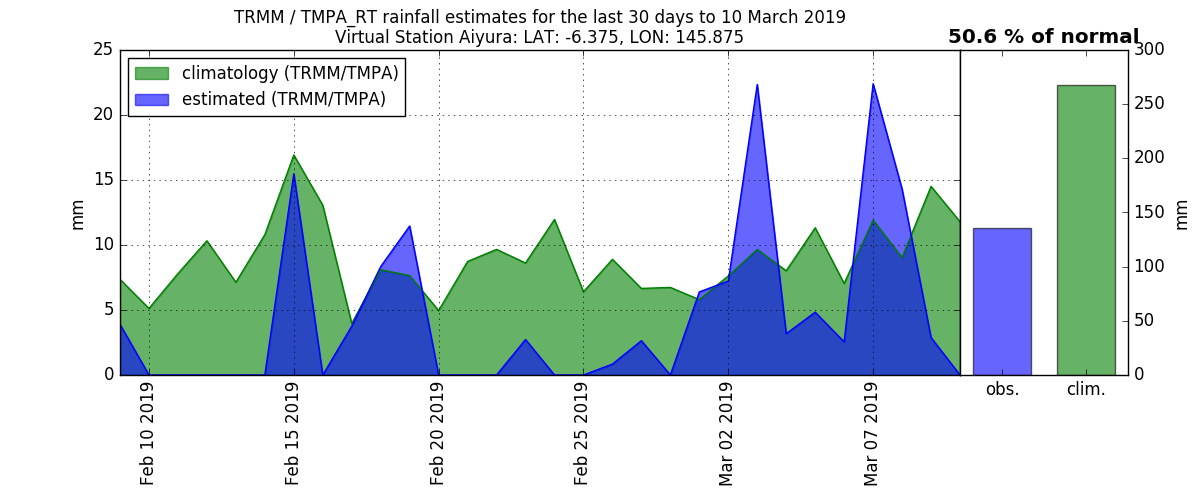 TRMM / TMPA_RT rainfall estimates for the last 30 days to 10 March 2019
Virtual Station Aiyura: LAT: -6.375, LON: 145.875
50.6 % of normal
climatology (TRMM/TMPA)
estimated (TRMM/TMPA)
25
20
15
10
5
0
mm
Feb 10 2019
Feb 15 2019
Feb 20 2019
Feb 25 2019
Mar 02 2019
Mar 07 2019
300
250
200
150
100
50
0
mm
obs.
clim.